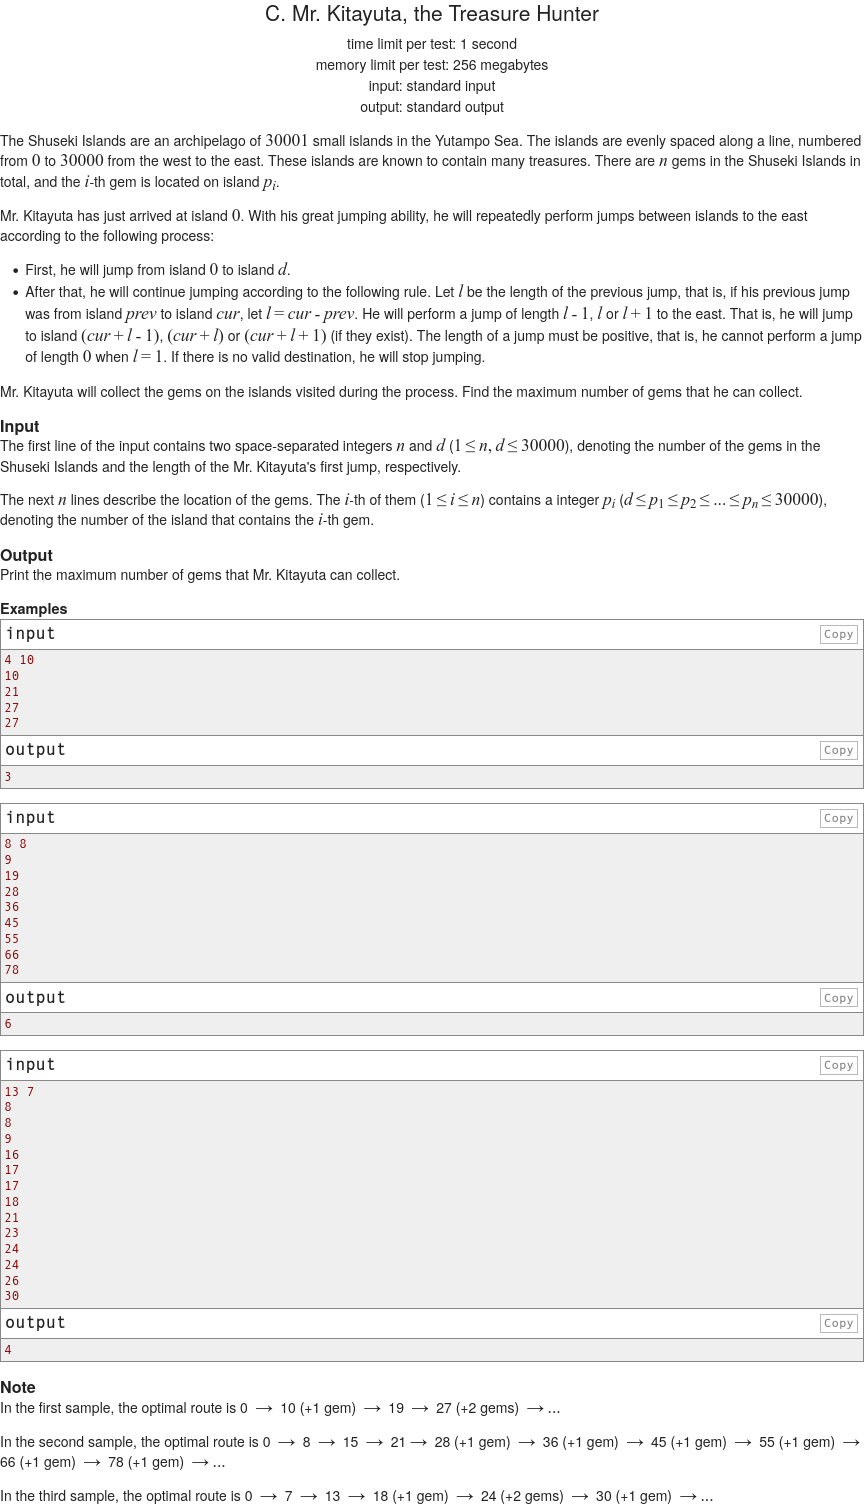 C. Mr. Kitayuta, the Treasure Hunter
time limit per test: 1 second
memory limit per test: 256 megabytes
input: standard input
output: standard output
The Shuseki Islands are an archipelago of 30001 small islands in the Yutampo Sea. The islands are evenly spaced along a line, numbered
from 0 to 30000 from the west to the east. These islands are known to contain many treasures. There are n gems in the Shuseki Islands in
total, and the i-th gem is located on island pi.
Mr. Kitayuta has just arrived at island 0. With his great jumping ability, he will repeatedly perform jumps between islands to the east
according to the following process:
• First, he will jump from island 0 to island d.
• After that, he will continue jumping according to the following rule. Let l be the length of the previous jump, that is, if his previous jump
was from island prev to island cur, let l = cur - prev. He will perform a jump of length l - 1, l or l + 1 to the east. That is, he will jump
to island (cur + l - 1), (cur + l) or (cur + l + 1) (if they exist). The length of a jump must be positive, that is, he cannot perform a jump
of length 0 when l = 1. If there is no valid destination, he will stop jumping.
Mr. Kitayuta will collect the gems on the islands visited during the process. Find the maximum number of gems that he can collect.
Input
The first line of the input contains two space-separated integers n and d (1 ≤ n, d ≤ 30000), denoting the number of the gems in the
Shuseki Islands and the length of the Mr. Kitayuta's first jump, respectively.
The next n lines describe the location of the gems. The i-th of them (1 ≤ i ≤ n) contains a integer pi (d ≤ p1 ≤ p2 ≤ ... ≤ pn ≤ 30000),
denoting the number of the island that contains the i-th gem.
Output
Print the maximum number of gems that Mr. Kitayuta can collect.
Examples
input Copy
4 10
10
21
27
27
output Copy
3
input Copy
8 8
9
19
28
36
45
55
66
78
output Copy
6
input Copy
13 7
8
8
9
16
17
17
18
21
23
24
24
26
30
output Copy
4
Note
In the first sample, the optimal route is 0 → 10 (+1 gem) → 19 → 27 (+2 gems) → ...
In the second sample, the optimal route is 0 → 8 → 15 → 21 → 28 (+1 gem) → 36 (+1 gem) → 45 (+1 gem) → 55 (+1 gem) →
66 (+1 gem) → 78 (+1 gem) → ...
In the third sample, the optimal route is 0 → 7 → 13 → 18 (+1 gem) → 24 (+2 gems) → 30 (+1 gem) → ...